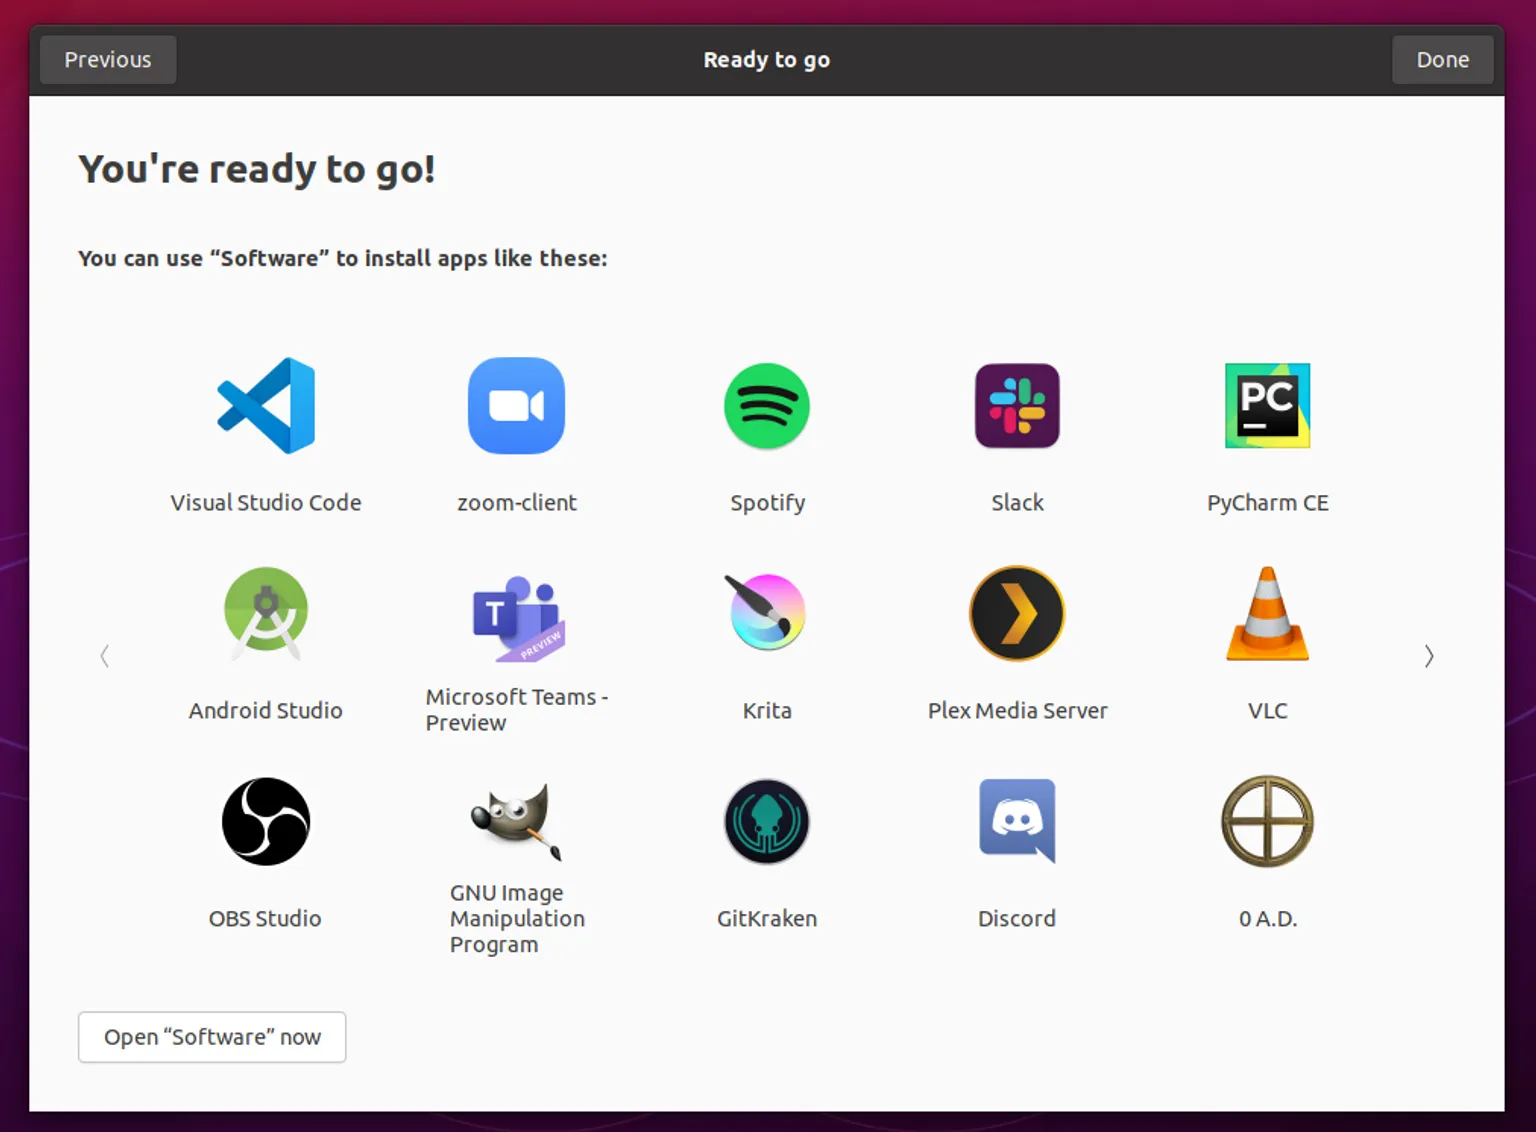 Previous
Ready to go
Done
You're ready to go!
You can use “Software” to install apps like these:
PC
Visual Studio Code
zoom-client
Spotify
Slack
PyCharm CE
T
PREVIEW
Android Studio
Microsoft Teams -
Preview
Krita
Plex Media Server
VLC
OBS Studio
GNU Image
Manipulation
Program
GitKraken
Discord
0 A.D.
Open “Software” now